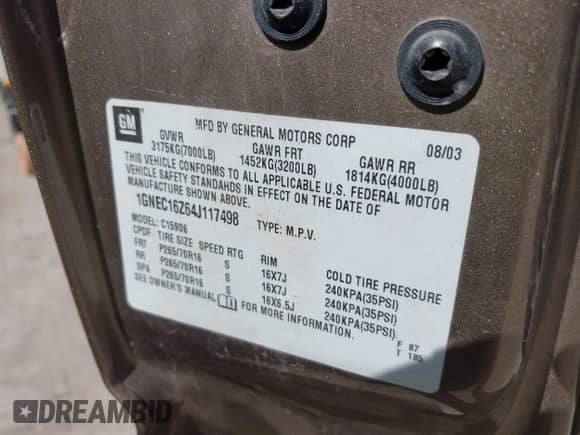 GM
MFD BY GENERAL MOTORS CORP 08/03
GVWR GAWR FRT GAWR RR
3175KG(7000LB) 1452KG(3200LB) 1814KG(4000LB)
THIS VEHICLE CONFORMS TO ALL APPLICABLE U.S. FEDERAL MOTOR
VEHICLE SAFETY STANDARDS IN EFFECT ON THE DATE OF
MANUFACTURE SHOWN ABOVE.
1GNEC16Z64J117498 TYPE: M.P.V.
MODEL: C15906
CPDF: TIRE SIZE SPEED RTG RIM COLD TIRE PRESSURE
FRT P265/70R16 S 16X7J 240KPA(35PSI)
RR P265/70R16 S 16X7J 240KPA(35PSI)
SPA P265/70R16 S 16X6.5J 240KPA(35PSI)
SEE OWNER'S MANUAL FOR MORE INFORMATION.
F 87
T 185
DREAMBID